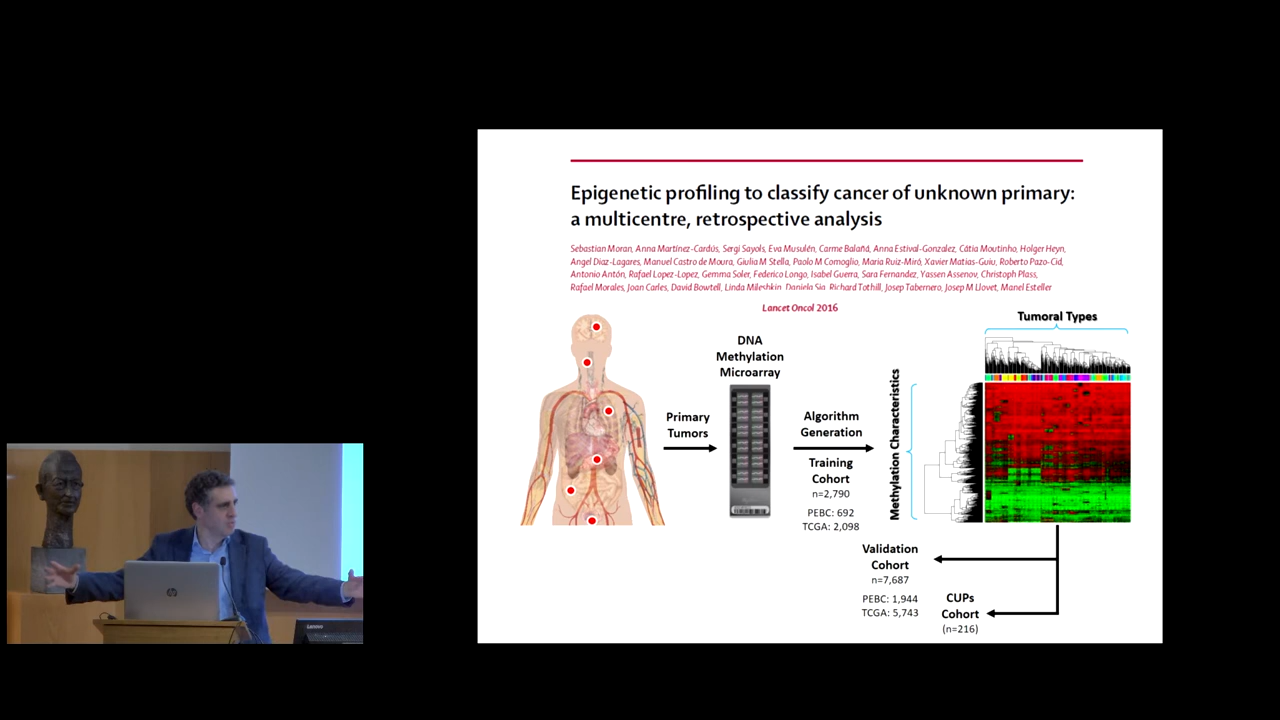 Epigenetic profiling to classify cancer of unknown primary:
a multicentre, retrospective analysis
Sebastian Moran, Anna Martínez-Cardús, Sergi Sayols, Eva Musulén, Carme Balañá, Anna Estival-Gonzalez, Cátia Moutinho, Holger Heyn,
Angel Diaz-Lagares, Manuel Castro de Moura, Giulia M Stella, Paolo M Comoglio, Maria Ruiz-Miró, Xavier Matias-Guiu, Roberto Pazo-Cid,
Antonio Antón, Rafael Lopez-Lopez, Gemma Soler, Federico Longo, Isabel Guerra, Sara Fernandez, Yassen Assenov, Christoph Plass,
Rafael Morales, Joan Carles, David Bowtell, Linda Mileshkin, Daniela Sia, Richard Tothill, Josep Tabernero, Josep M Llovet, Manel Esteller
Lancet Oncol 2016
Primary
Tumors
DNA
Methylation
Microarray
Algorithm
Generation
Training
Cohort
n=2,790
PEBC: 692
TCGA: 2,098
Methylation Characteristics
Tumoral Types
Validation
Cohort
n=7,687
PEBC: 1,944
TCGA: 5,743
CUPs
Cohort
(n=216)
hp
Lenovo